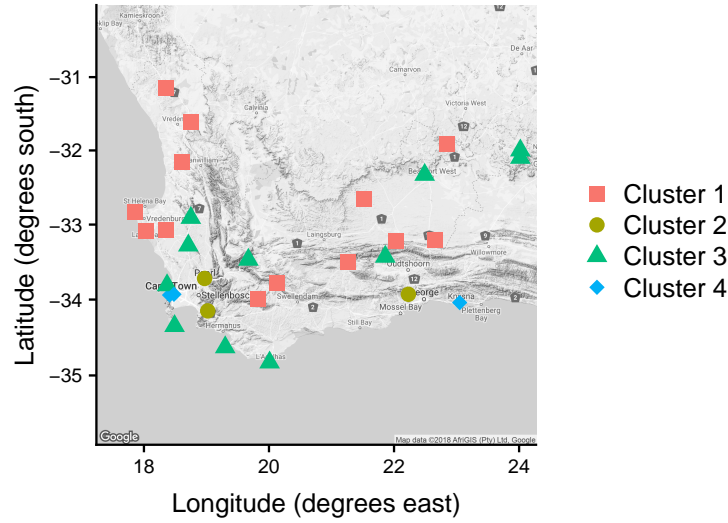 Kamieskroon
De Aar
Carnarvon
-31
Victoria West
Calvinia
-32
Beaufort West
St Helena Bay
Vredenburg
-33
Laingsburg
Willowmore
Oudtshoorn
Cape Town
Stellenbosch
Swellendam
George
Knysna
-34
Mossel Bay
Plettenberg
Bay
Still Bay
Hermanus
-35
Google
Map data ©2018 AfriGIS (Pty) Ltd, Google
18
20
22
24
Longitude (degrees east)
Latitude (degrees south)
Cluster 1
Cluster 2
Cluster 3
Cluster 4